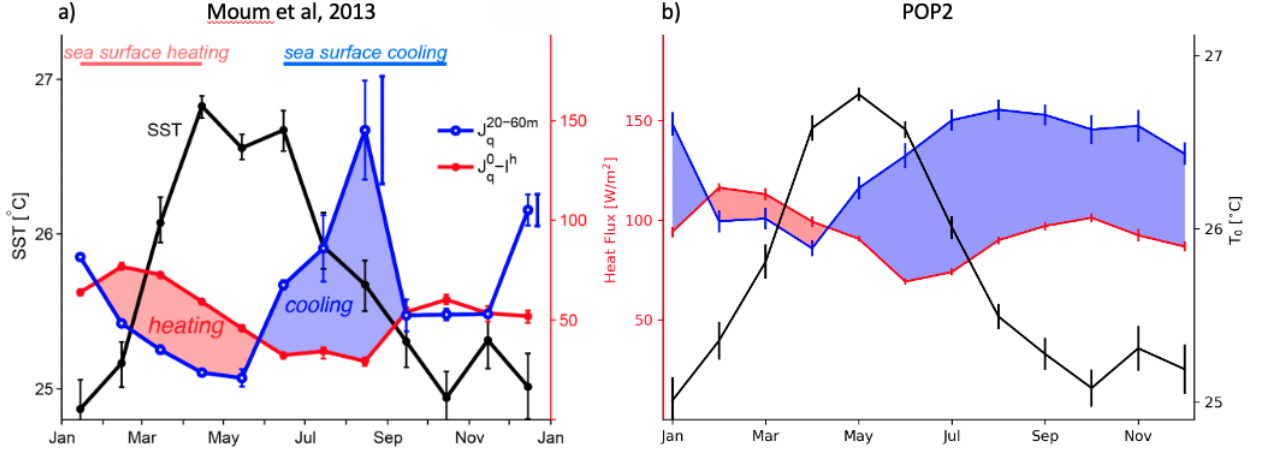 a)
Moum et al, 2013
sea surface heating
sea surface cooling
27
26
25
SST [°C]
SST
J_q^20–60m
J_q^0–I^h
heating
cooling
150
100
50
Jan
Mar
May
Jul
Sep
Nov
Jan
b)
POP2
150
100
50
Heat Flux [W/m²]
27
26
25
T₀ [°C]
Jan
Mar
May
Jul
Sep
Nov